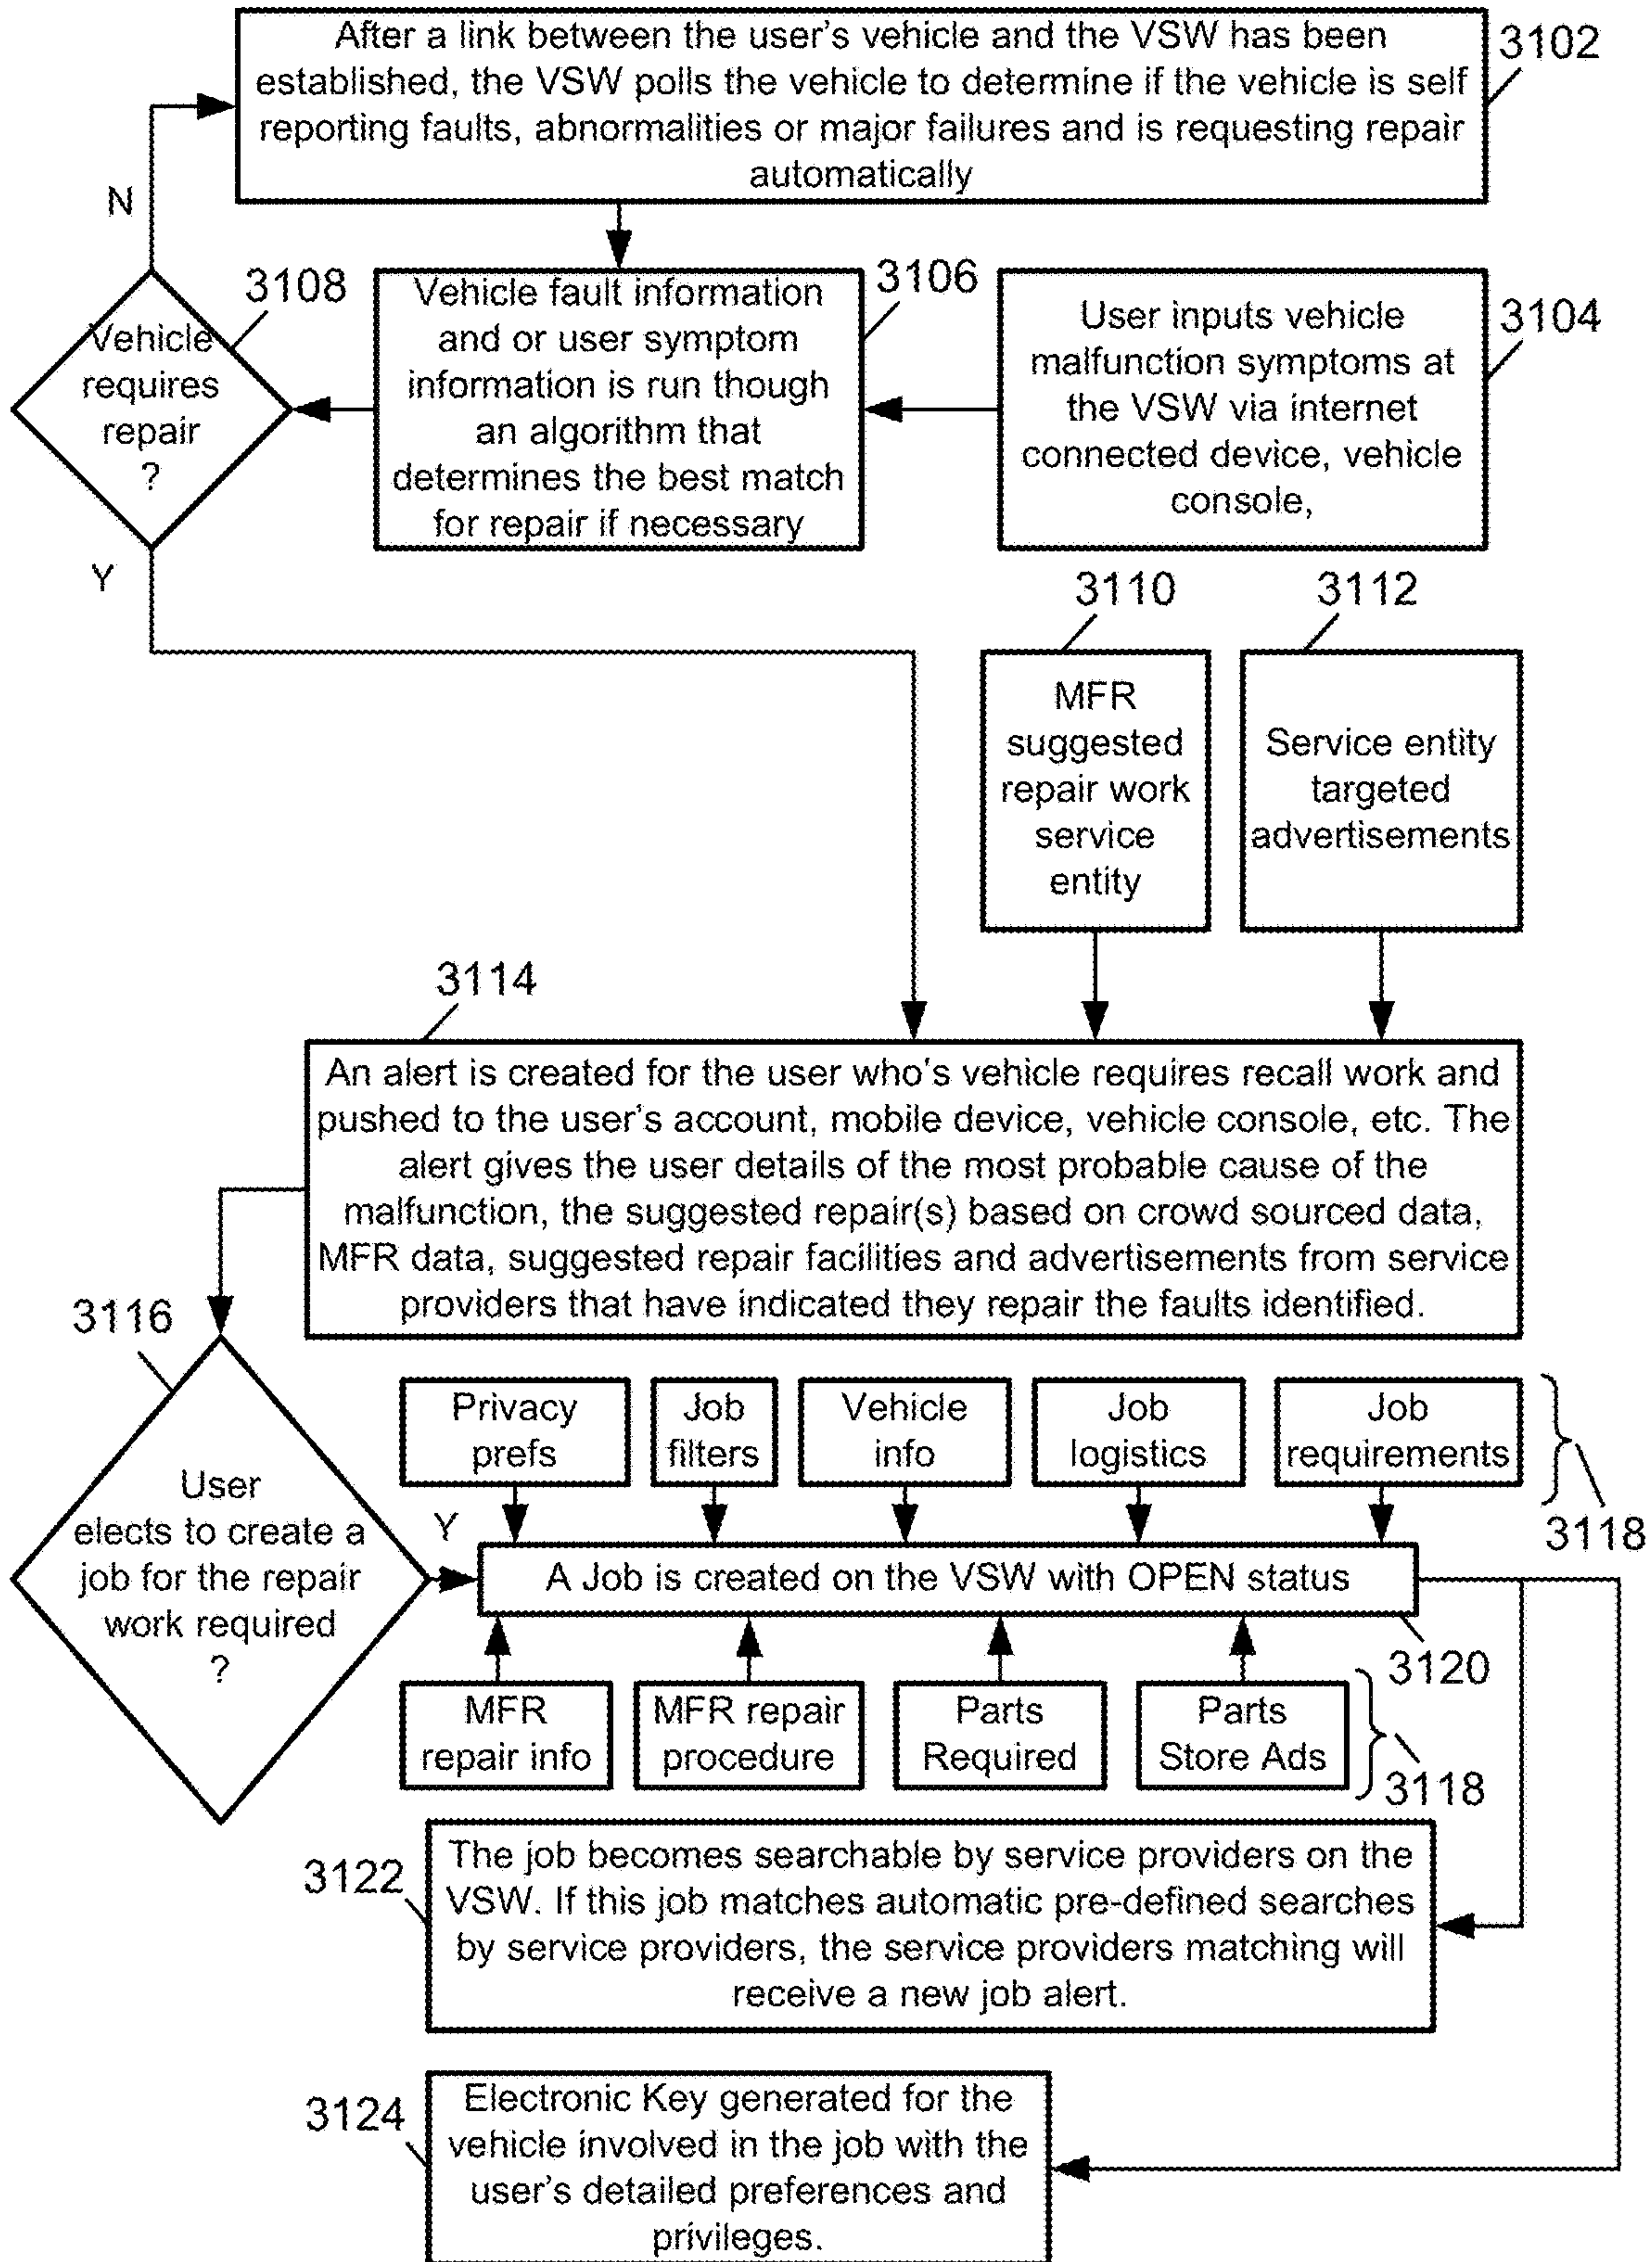 After a link between the user's vehicle and the VSW has been
established, the VSW polls the vehicle to determine if the vehicle is self
reporting faults, abnormalities or major failures and is requesting repair
automatically
3102
N
3108
Vehicle
requires
repair
?
Y
3106
Vehicle fault information
and or user symptom
information is run though
an algorithm that
determines the best match
for repair if necessary
3104
User inputs vehicle
malfunction symptoms at
the VSW via internet
connected device, vehicle
console,
3110
MFR
suggested
repair work
service
entity
3112
Service entity
targeted
advertisements
3114
An alert is created for the user who's vehicle requires recall work and
pushed to the user's account, mobile device, vehicle console, etc. The
alert gives the user details of the most probable cause of the
malfunction, the suggested repair(s) based on crowd sourced data,
MFR data, suggested repair facilities and advertisements from service
providers that have indicated they repair the faults identified.
3116
User
elects to create a
job for the repair
work required
?
Y
Privacy
prefs
Job
filters
Vehicle
info
Job
logistics
Job
requirements
3118
A Job is created on the VSW with OPEN status
3120
MFR
repair info
MFR repair
procedure
Parts
Required
Parts
Store Ads
3118
3122
The job becomes searchable by service providers on the
VSW. If this job matches automatic pre-defined searches
by service providers, the service providers matching will
receive a new job alert.
3124
Electronic Key generated for the
vehicle involved in the job with the
user's detailed preferences and
privileges.